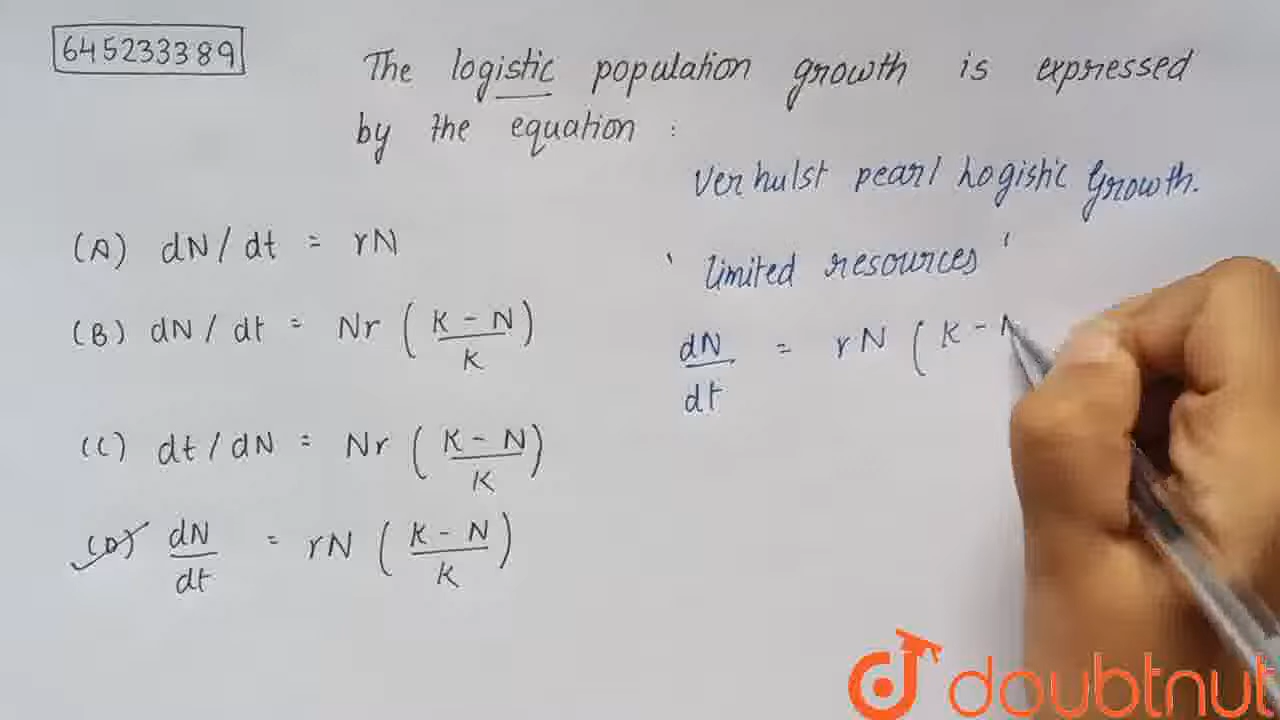 645233389
The logistic population growth is expressed
by the equation :
Verhulst pearl Logistic Growth.
' limited resources '
(A) dN / dt = rN
(B) dN / dt = Nr ( K - N / K )
dN / dt = rN ( K - N
(C) dt / dN = Nr ( K - N / K )
(D) dN / dt = rN ( K - N / K )
doubtnut